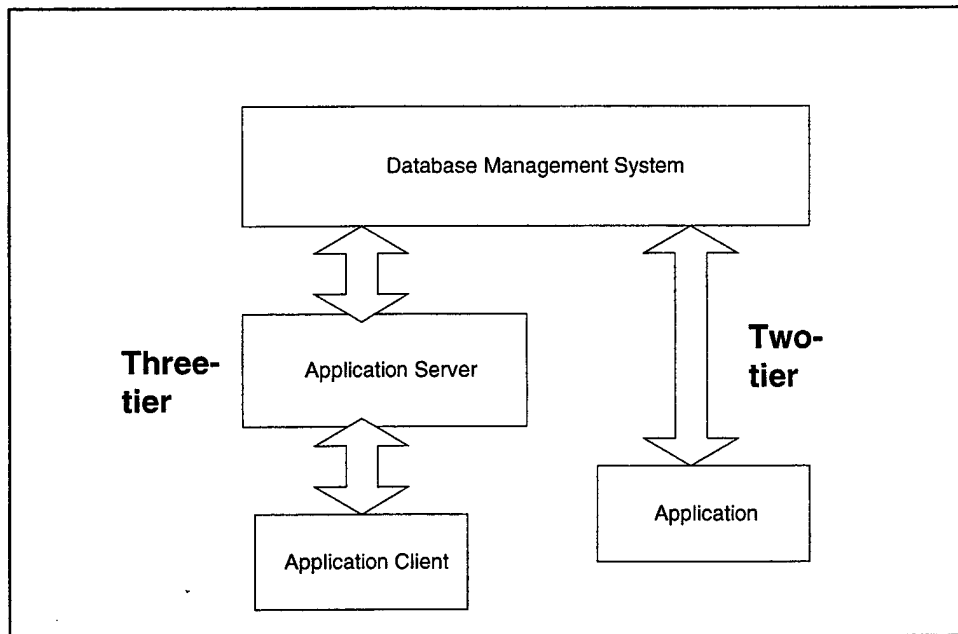 Database Management System
Three-
tier
Application Server
Two-
tier
Application Client
Application